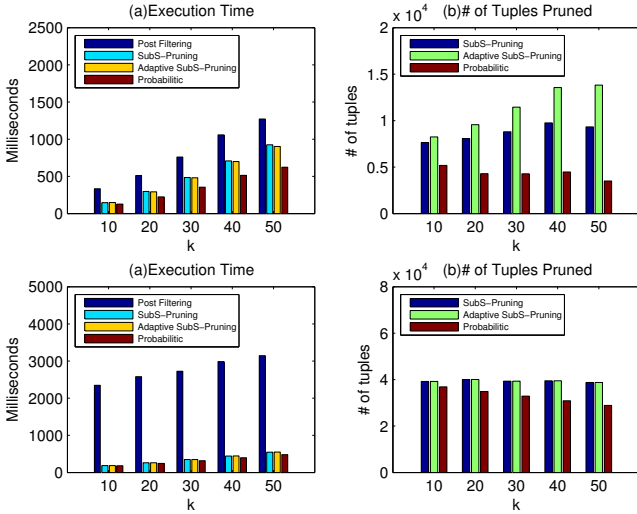 (a)Execution Time
2500
2000
1500
1000
500
0
Milliseconds
Post Filtering
SubS−Pruning
Adaptive SubS−Pruning
Probabilitic
10 20 30 40 50
k
(b)# of Tuples Pruned
x 10^4
2
1.5
1
0.5
0
# of tuples
SubS−Pruning
Adaptive SubS−Pruning
Probabilitic
10 20 30 40 50
k
(a)Execution Time
5000
4000
3000
2000
1000
0
Milliseconds
Post Filtering
SubS−Pruning
Adaptive SubS−Pruning
Probabilitic
10 20 30 40 50
k
(b)# of Tuples Pruned
x 10^4
8
6
4
2
0
# of tuples
SubS−Pruning
Adaptive SubS−Pruning
Probabilitic
10 20 30 40 50
k